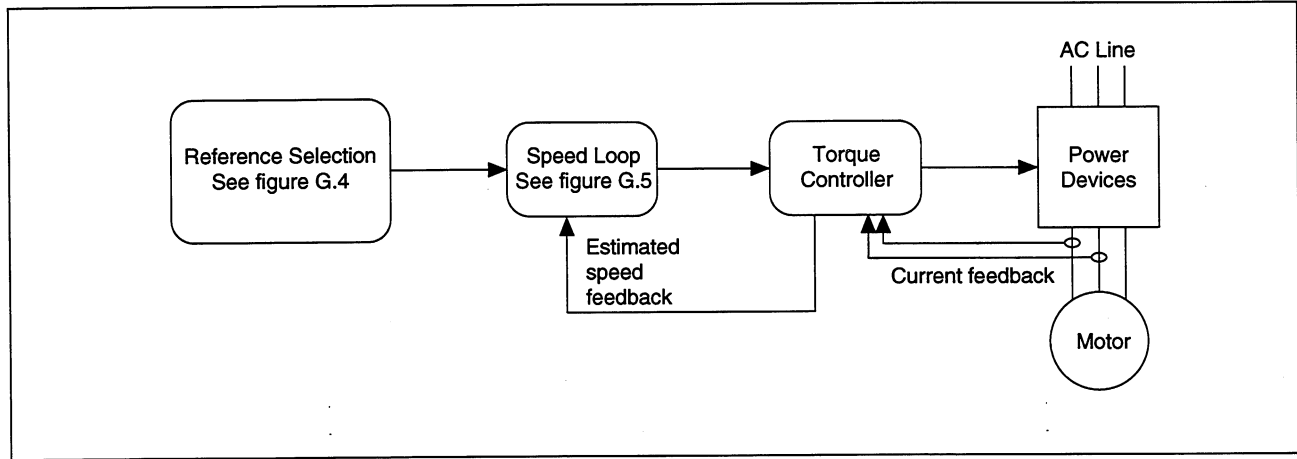 AC Line
Reference Selection
See figure G.4
Speed Loop
See figure G.5
Torque
Controller
Power
Devices
Estimated
speed
feedback
Current feedback
Motor